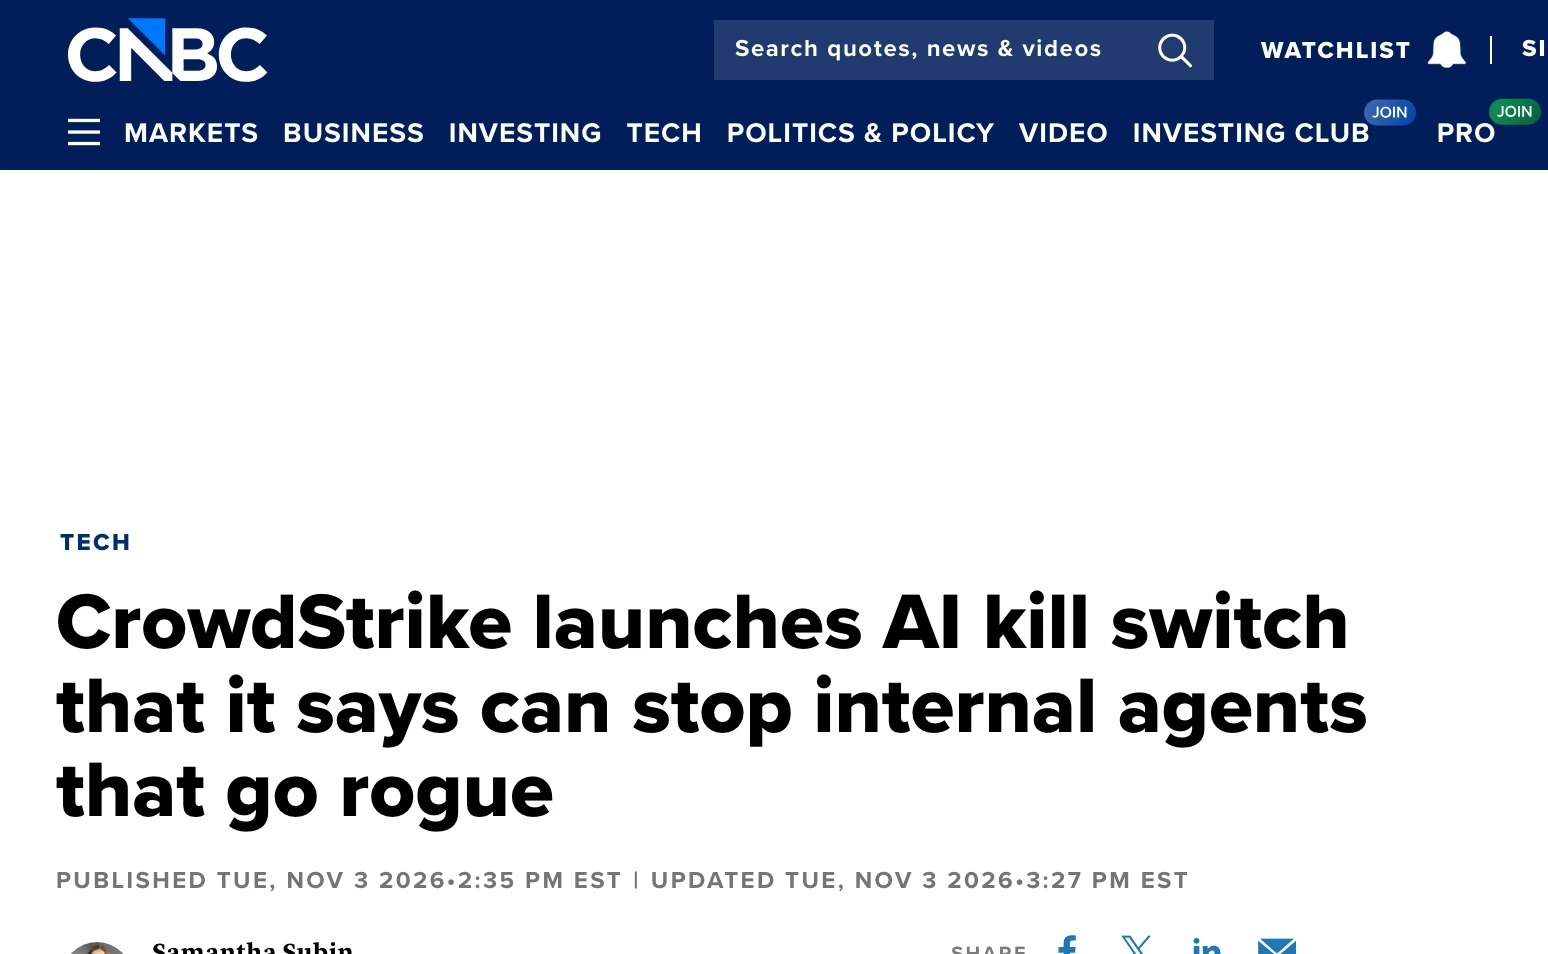 CNBC
Search quotes, news & videos
WATCHLIST
SI
MARKETS BUSINESS INVESTING TECH POLITICS & POLICY VIDEO INVESTING CLUB JOIN PRO JOIN
TECH
CrowdStrike launches AI kill switch
that it says can stop internal agents
that go rogue
PUBLISHED TUE, NOV 3 2026•2:35 PM EST | UPDATED TUE, NOV 3 2026•3:27 PM EST
Samantha Subin
SHARE